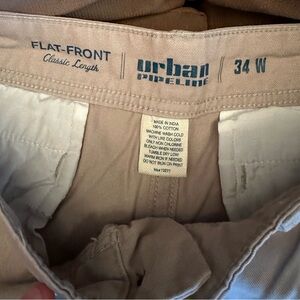 FLAT-FRONT
Classic Length
urban
PIPELINE
34 W
MADE IN INDIA
100% COTTON
MACHINE WASH COLD
WITH LIKE COLORS
ONLY NON CHLORINE
BLEACH WHEN NEEDED
TUMBLE DRY LOW
WARM IRON IF NEEDED
DO NOT IRON ON PRINT